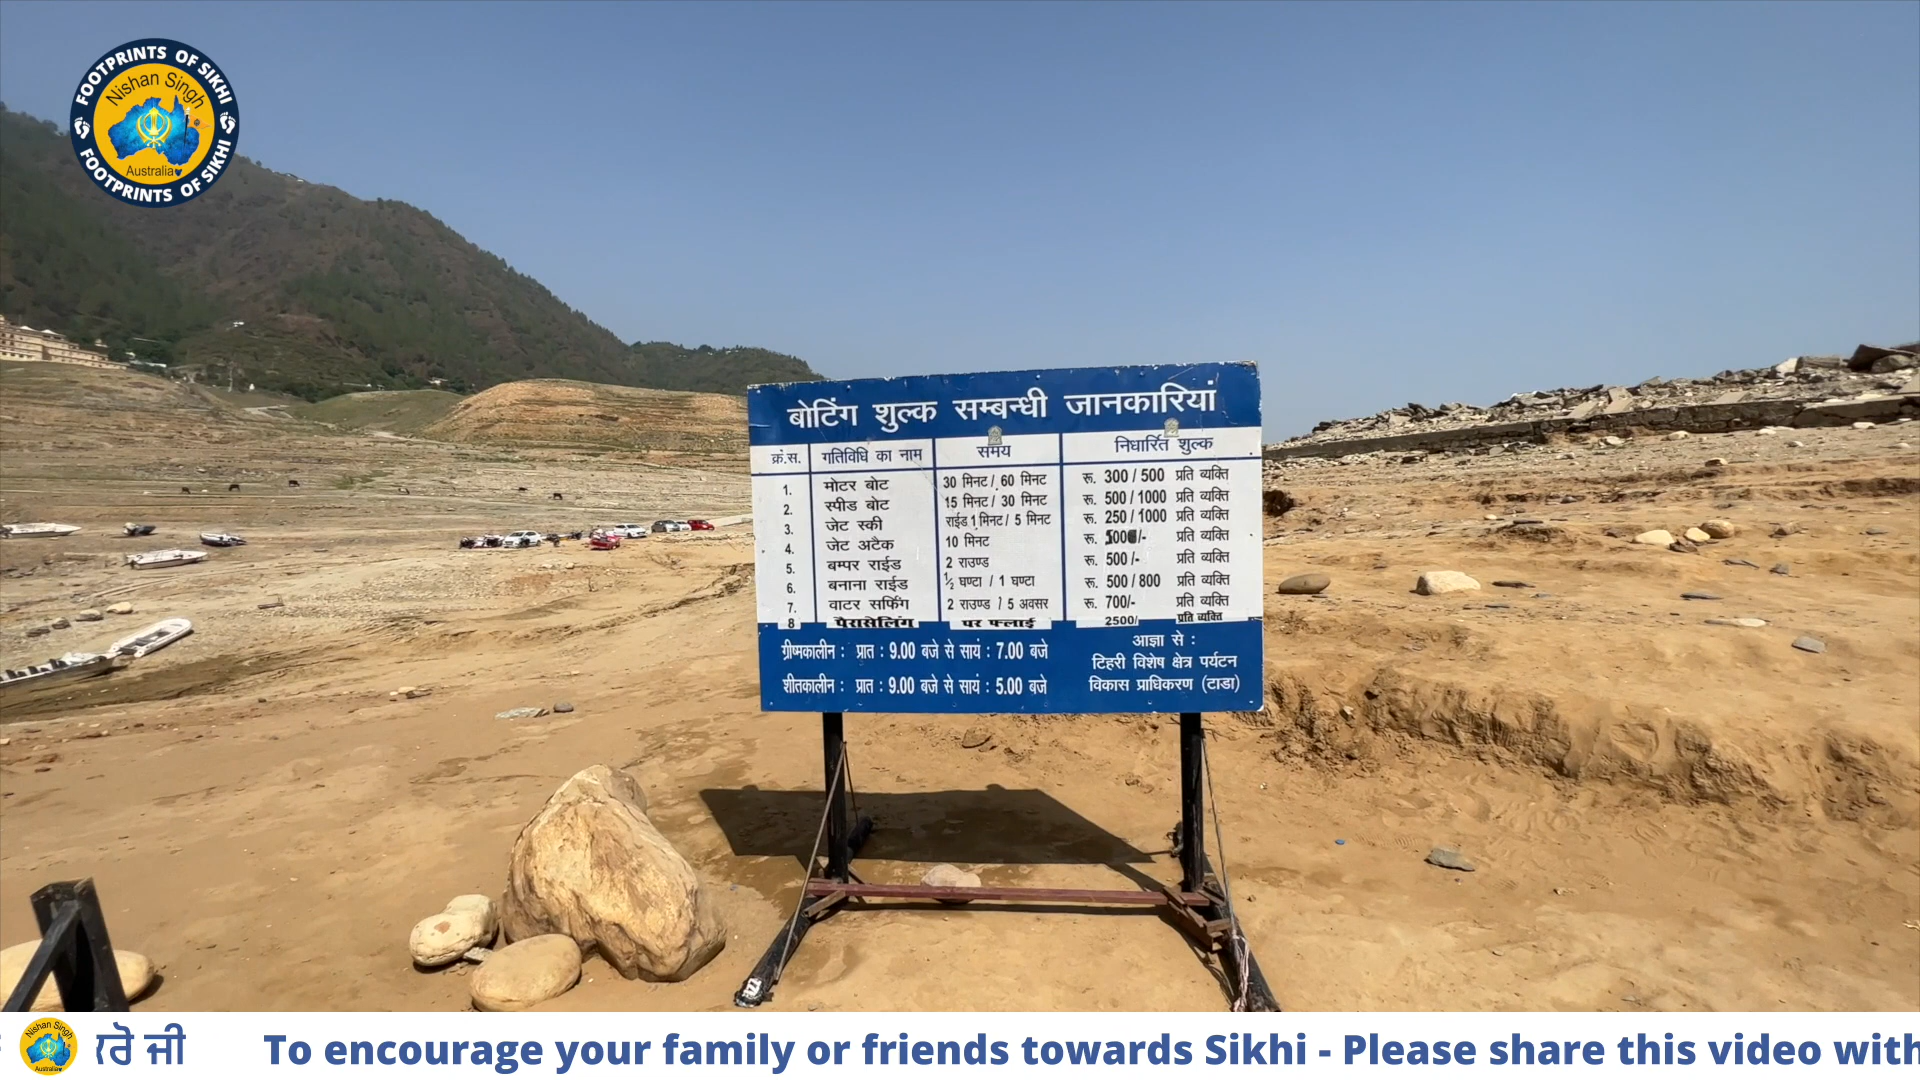 FOOTPRINTS OF SIKHI
Nishan Singh
Australia
FOOTPRINTS OF SIKHI
बोटिंग शुल्क सम्बन्धी जानकारियां
क्रं.स. गतिविधि का नाम समय निर्धारित शुल्क
1. मोटर बोट 30 मिनट / 60 मिनट रू. 300 / 500 प्रति व्यक्ति
2. स्पीड बोट 15 मिनट / 30 मिनट रू. 500 / 1000 प्रति व्यक्ति
3. जेट स्की राईड 1 मिनट / 5 मिनट रू. 250 / 1000 प्रति व्यक्ति
4. जेट अटैक 10 मिनट रू. /- प्रति व्यक्ति
5. बम्पर राईड 2 राउण्ड रू. 500 /- प्रति व्यक्ति
6. बनाना राईड ½ घण्टा / 1 घण्टा रू. 500 / 800 प्रति व्यक्ति
7. वाटर सर्फिंग 2 राउण्ड / 5 अवसर रू. 700/- प्रति व्यक्ति
8 पैरासेलिंग पर फ्लाई 2500/ प्रति व्यक्ति
ग्रीष्मकालीन : प्रात : 9.00 बजे से सायं : 7.00 बजे
शीतकालीन : प्रात : 9.00 बजे से सायं : 5.00 बजे
आज्ञा से :
टिहरी विशेष क्षेत्र पर्यटन
विकास प्राधिकरण (टाडा)
Nishan Singh
Australia
ਰੋ ਜੀ To encourage your family or friends towards Sikhi - Please share this video with